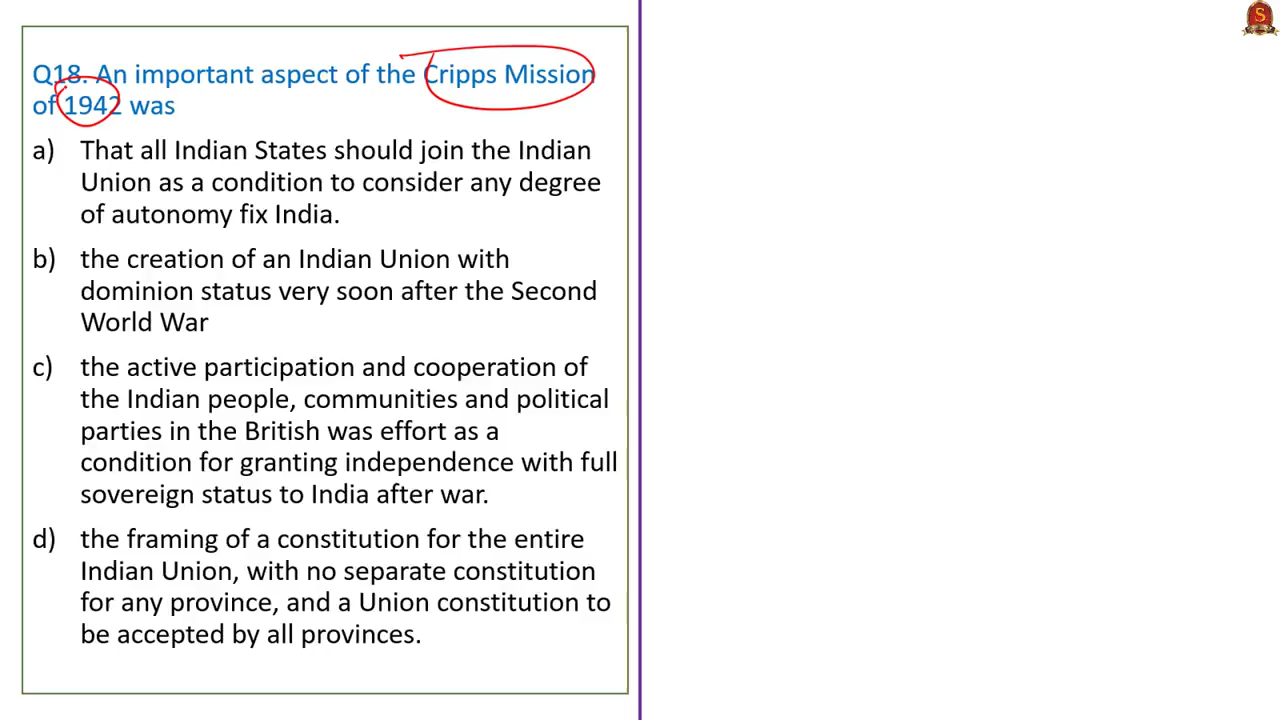 Q18. An important aspect of the Cripps Mission
of 1942 was
a) That all Indian States should join the Indian
Union as a condition to consider any degree
of autonomy fix India.
b) the creation of an Indian Union with
dominion status very soon after the Second
World War
c) the active participation and cooperation of
the Indian people, communities and political
parties in the British was effort as a
condition for granting independence with full
sovereign status to India after war.
d) the framing of a constitution for the entire
Indian Union, with no separate constitution
for any province, and a Union constitution to
be accepted by all provinces.
S